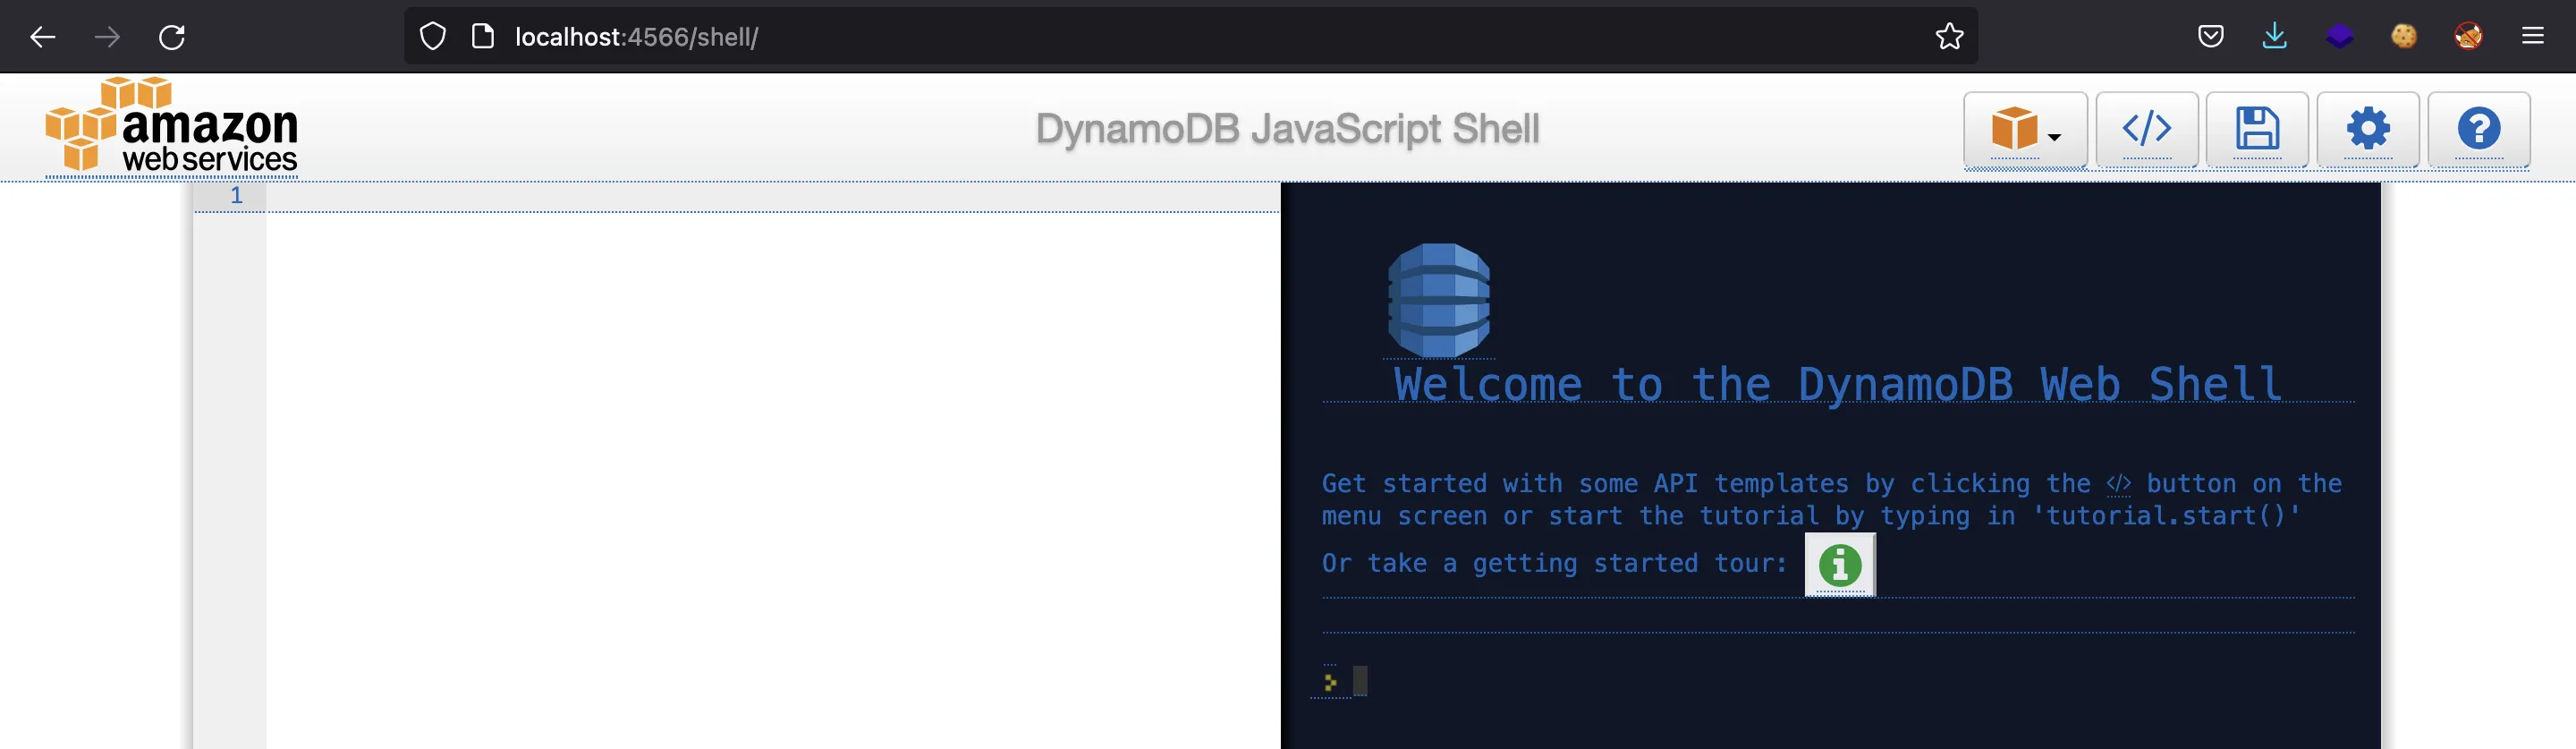 localhost:4566/shell/
amazon
web services
DynamoDB JavaScript Shell
</>
?
1
Welcome to the DynamoDB Web Shell
Get started with some API templates by clicking the </> button on the
menu screen or start the tutorial by typing in 'tutorial.start()'
Or take a getting started tour: i
>